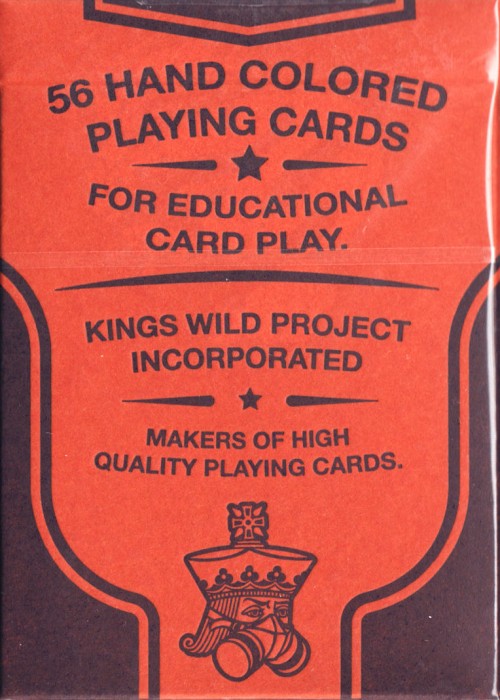 56 HAND COLORED
PLAYING CARDS
FOR EDUCATIONAL
CARD PLAY.
KINGS WILD PROJECT
INCORPORATED
MAKERS OF HIGH
QUALITY PLAYING CARDS.